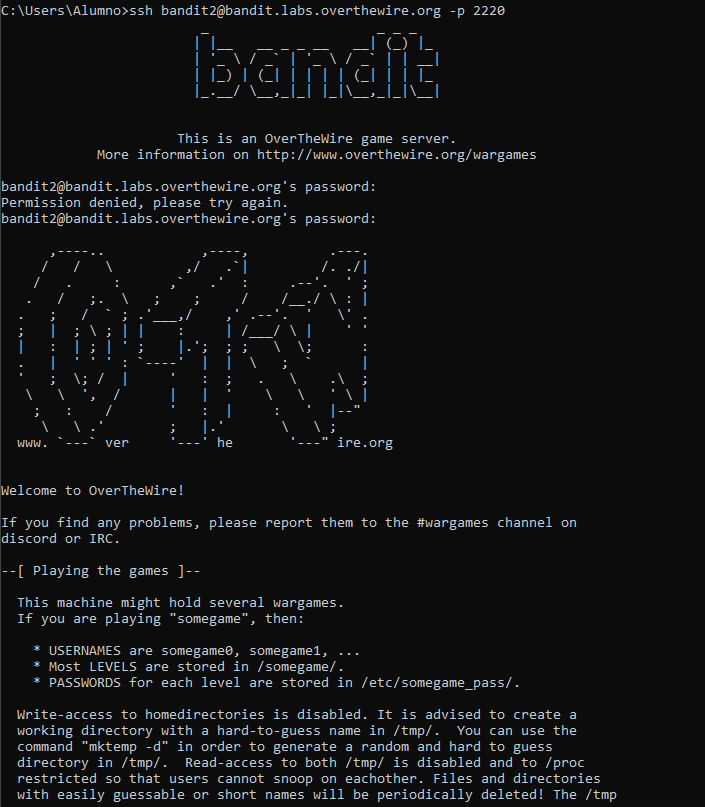 C:\Users\Alumno>ssh bandit2@bandit.labs.overthewire.org -p 2220
bandit
This is an OverTheWire game server.
More information on http://www.overthewire.org/wargames
bandit2@bandit.labs.overthewire.org's password:
Permission denied, please try again.
bandit2@bandit.labs.overthewire.org's password:
www. ver he ire.org
Welcome to OverTheWire!
If you find any problems, please report them to the #wargames channel on
discord or IRC.
--[ Playing the games ]--
This machine might hold several wargames.
If you are playing "somegame", then:
* USERNAMES are somegame0, somegame1, ...
* Most LEVELS are stored in /somegame/.
* PASSWORDS for each level are stored in /etc/somegame_pass/.
Write-access to homedirectories is disabled. It is advised to create a
working directory with a hard-to-guess name in /tmp/.  You can use the
command "mktemp -d" in order to generate a random and hard to guess
directory in /tmp/.  Read-access to both /tmp/ is disabled and to /proc
restricted so that users cannot snoop on eachother. Files and directories
with easily guessable or short names will be periodically deleted! The /tmp